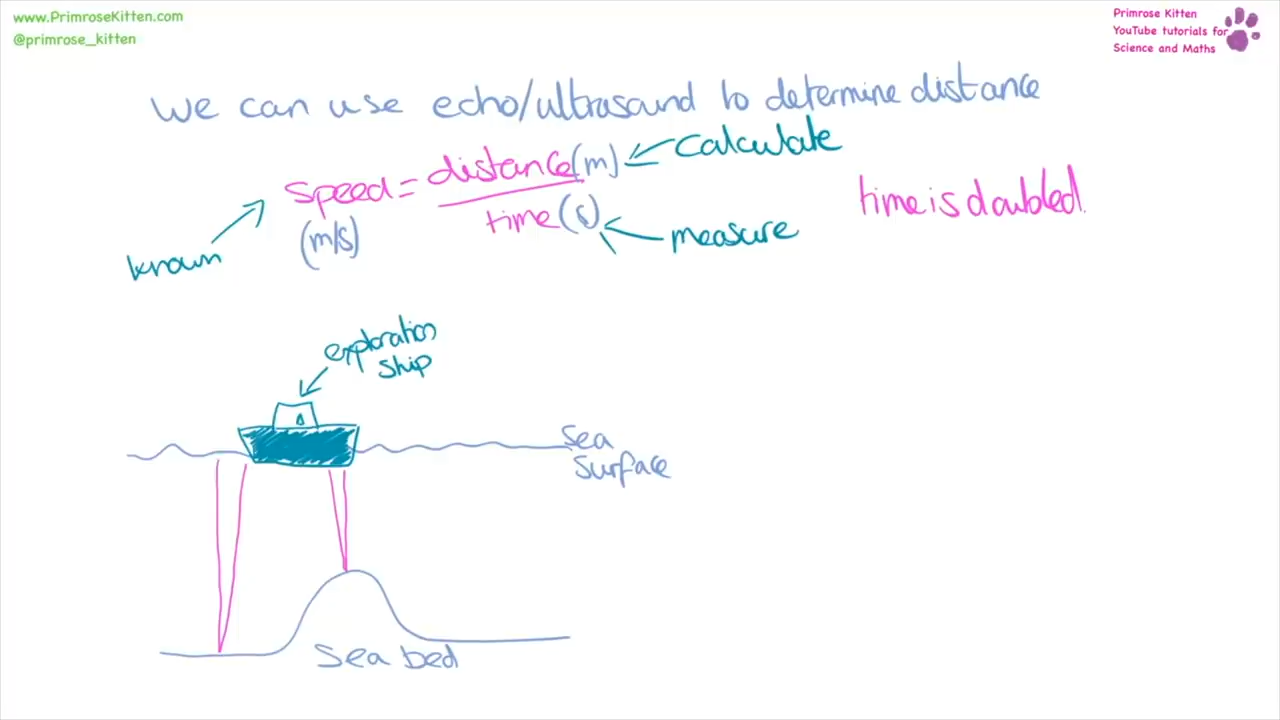 www.PrimroseKitten.com
@primrose_kitten
Primrose Kitten
YouTube tutorials for
Science and Maths
We can use echo/ultrasound to determine distance
Speed = distance (m)
time (s)
(m/s)
calculate
measure
known
time is doubled.
exploration
ship
Sea
Surface
Sea bed